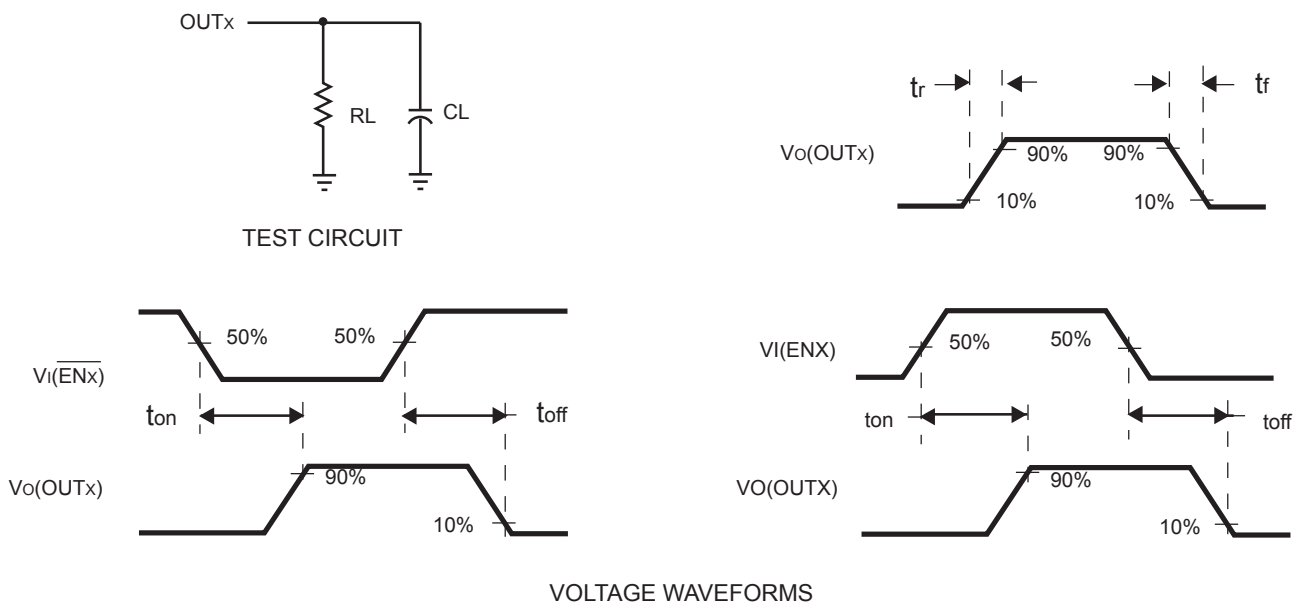 OUTx
RL
CL
TEST CIRCUIT
tr
tf
VO(OUTx)
90%
90%
10%
10%
50%
50%
VI(ENx)
ton
toff
VO(OUTx)
90%
10%
50%
50%
VI(ENX)
ton
toff
VO(OUTX)
90%
10%
VOLTAGE WAVEFORMS